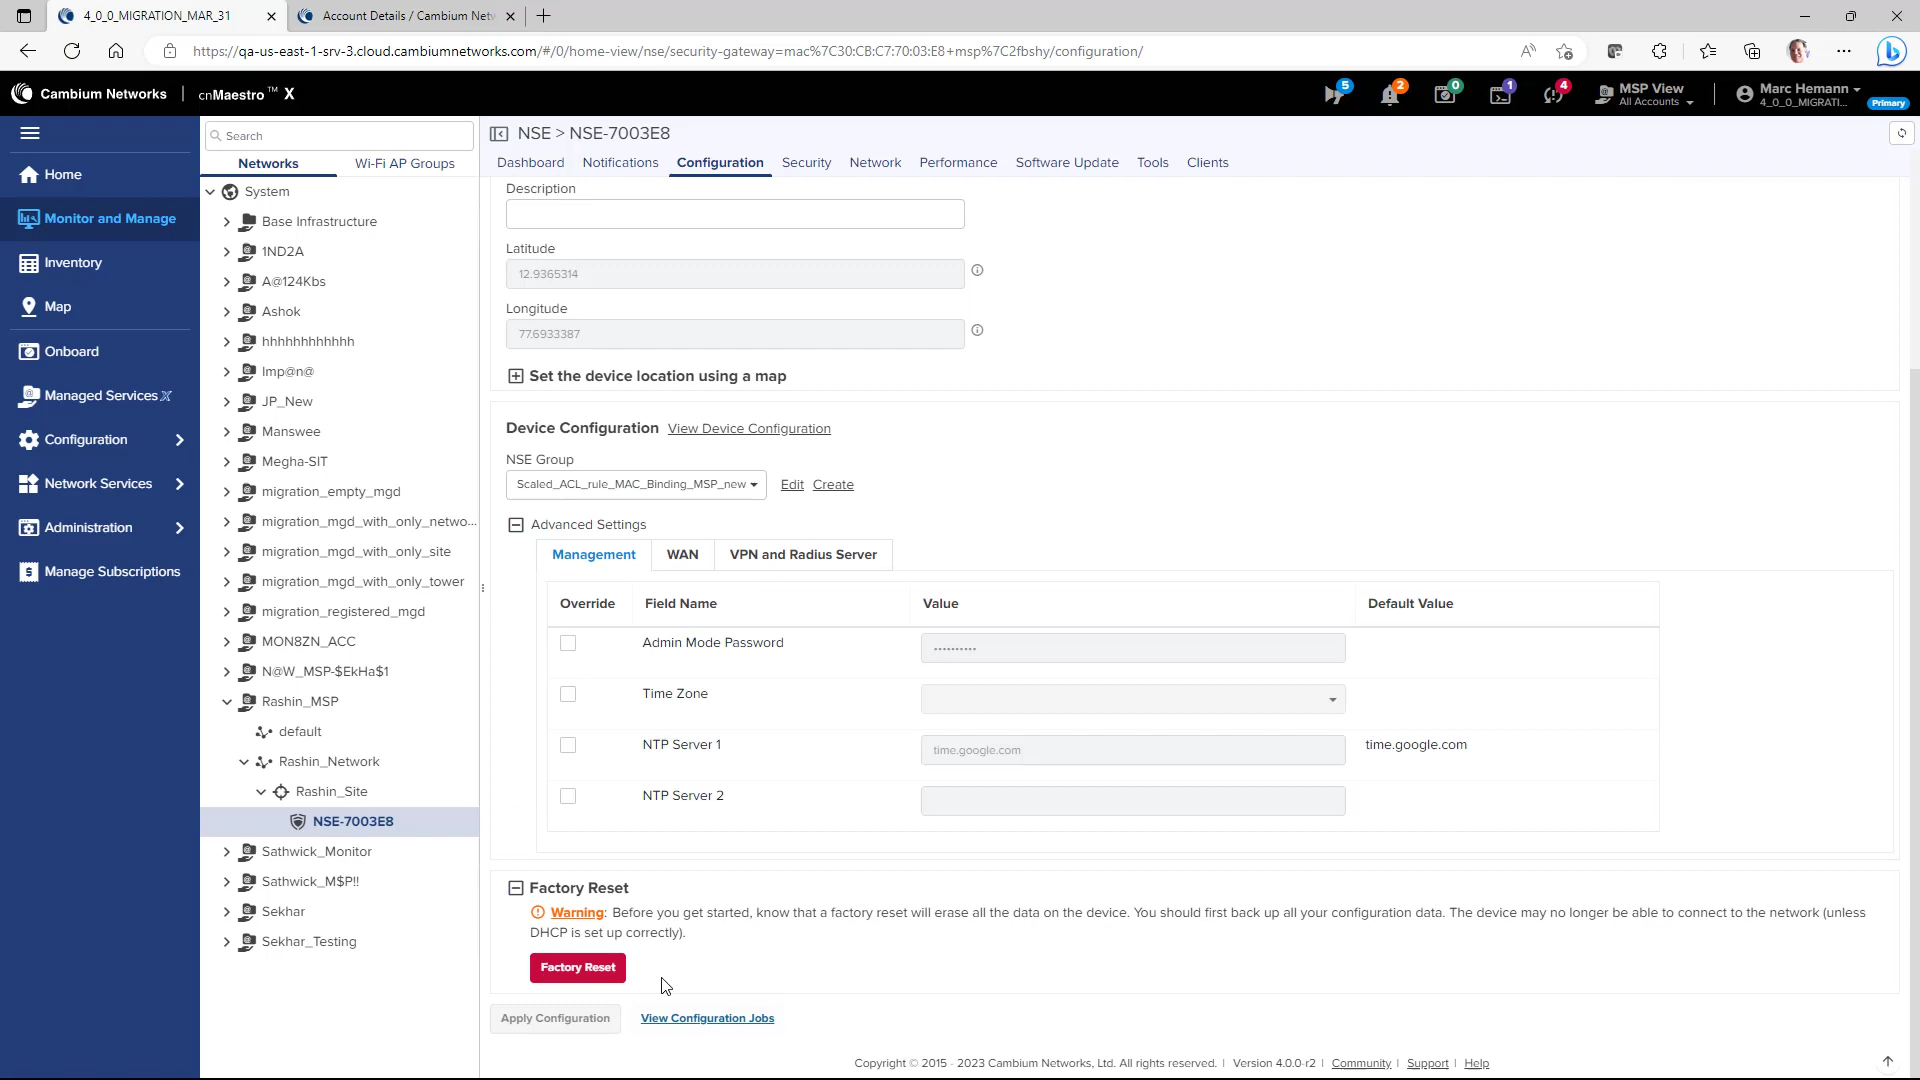 4_0_0_MIGRATION_MAR_31
Account Details / Cambium Netw
https://qa-us-east-1-srv-3.cloud.cambiumnetworks.com/#/0/home-view/nse/security-gateway=mac%7C30:CB:C7:70:03:E8+msp%7C2fbshy/configuration/
Cambium Networks | cnMaestro™ X
5
2
0
1
4
MSP View
All Accounts
Marc Hemann
4_0_0_MIGRATI...
Primary
Home
Monitor and Manage
Inventory
Map
Onboard
Managed Services X
Configuration
Network Services
Administration
Manage Subscriptions
Search
Networks
Wi-Fi AP Groups
System
Base Infrastructure
1ND2A
A@124Kbs
Ashok
hhhhhhhhhhhh
Imp@n@
JP_New
Manswee
Megha-SIT
migration_empty_mgd
migration_mgd_with_only_netwo...
migration_mgd_with_only_site
migration_mgd_with_only_tower
migration_registered_mgd
MON8ZN_ACC
N@W_MSP-$EkHa$1
Rashin_MSP
default
Rashin_Network
Rashin_Site
NSE-7003E8
Sathwick_Monitor
Sathwick_M$P!!
Sekhar
Sekhar_Testing
NSE > NSE-7003E8
Dashboard
Notifications
Configuration
Security
Network
Performance
Software Update
Tools
Clients
Description
Latitude
12.9365314
Longitude
77.6933387
Set the device location using a map
Device Configuration View Device Configuration
NSE Group
Scaled_ACL_rule_MAC_Binding_MSP_new
Edit Create
Advanced Settings
Management
WAN
VPN and Radius Server
Override
Field Name
Value
Default Value
Admin Mode Password
••••••••••
Time Zone
NTP Server 1
time.google.com
time.google.com
NTP Server 2
Factory Reset
Warning: Before you get started, know that a factory reset will erase all the data on the device. You should first back up all your configuration data. The device may no longer be able to connect to the network (unless
DHCP is set up correctly).
Factory Reset
Apply Configuration
View Configuration Jobs
Copyright © 2015 - 2023 Cambium Networks, Ltd. All rights reserved. | Version 4.0.0-r2 | Community | Support | Help